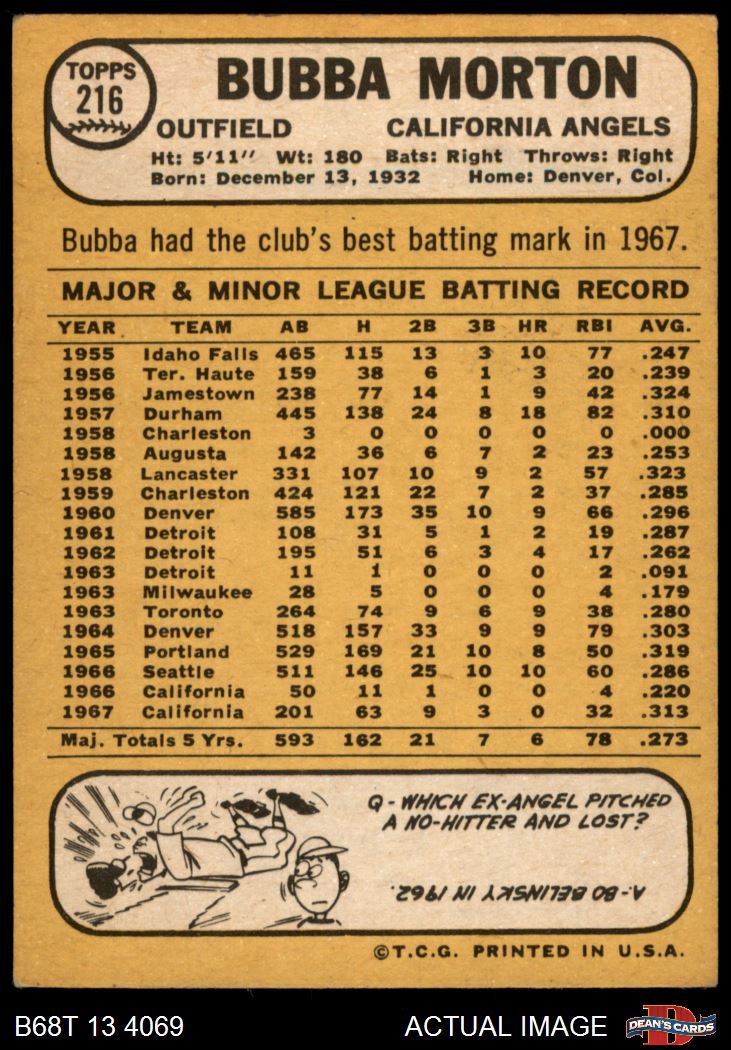 TOPPS
216
BUBBA MORTON
OUTFIELD CALIFORNIA ANGELS
Ht: 5'11" Wt: 180 Bats: Right Throws: Right
Born: December 13, 1932 Home: Denver, Col.
Bubba had the club's best batting mark in 1967.
MAJOR & MINOR LEAGUE BATTING RECORD
YEAR TEAM AB H 2B 3B HR RBI AVG.
1955 Idaho Falls 465 115 13 3 10 77 .247
1956 Ter. Haute 159 38 6 1 3 20 .239
1956 Jamestown 238 77 14 1 9 42 .324
1957 Durham 445 138 24 8 18 82 .310
1958 Charleston 3 0 0 0 0 0 .000
1958 Augusta 142 36 6 7 2 23 .253
1958 Lancaster 331 107 10 9 2 57 .323
1959 Charleston 424 121 22 7 2 37 .285
1960 Denver 585 173 35 10 9 66 .296
1961 Detroit 108 31 5 1 2 19 .287
1962 Detroit 195 51 6 3 4 17 .262
1963 Detroit 11 1 0 0 0 2 .091
1963 Milwaukee 28 5 0 0 0 4 .179
1963 Toronto 264 74 9 6 9 38 .280
1964 Denver 518 157 33 9 9 79 .303
1965 Portland 529 169 21 10 8 50 .319
1966 Seattle 511 146 25 10 10 60 .286
1966 California 50 11 1 0 0 4 .220
1967 California 201 63 9 3 0 32 .313
Maj. Totals 5 Yrs. 593 162 21 7 6 78 .273
Q - WHICH EX-ANGEL PITCHED
A NO-HITTER AND LOST?
A-BO BELINSKY IN 1962.
©T.C.G. PRINTED IN U.S.A.
B68T 13 4069 ACTUAL IMAGE
D
DEAN'S CARDS